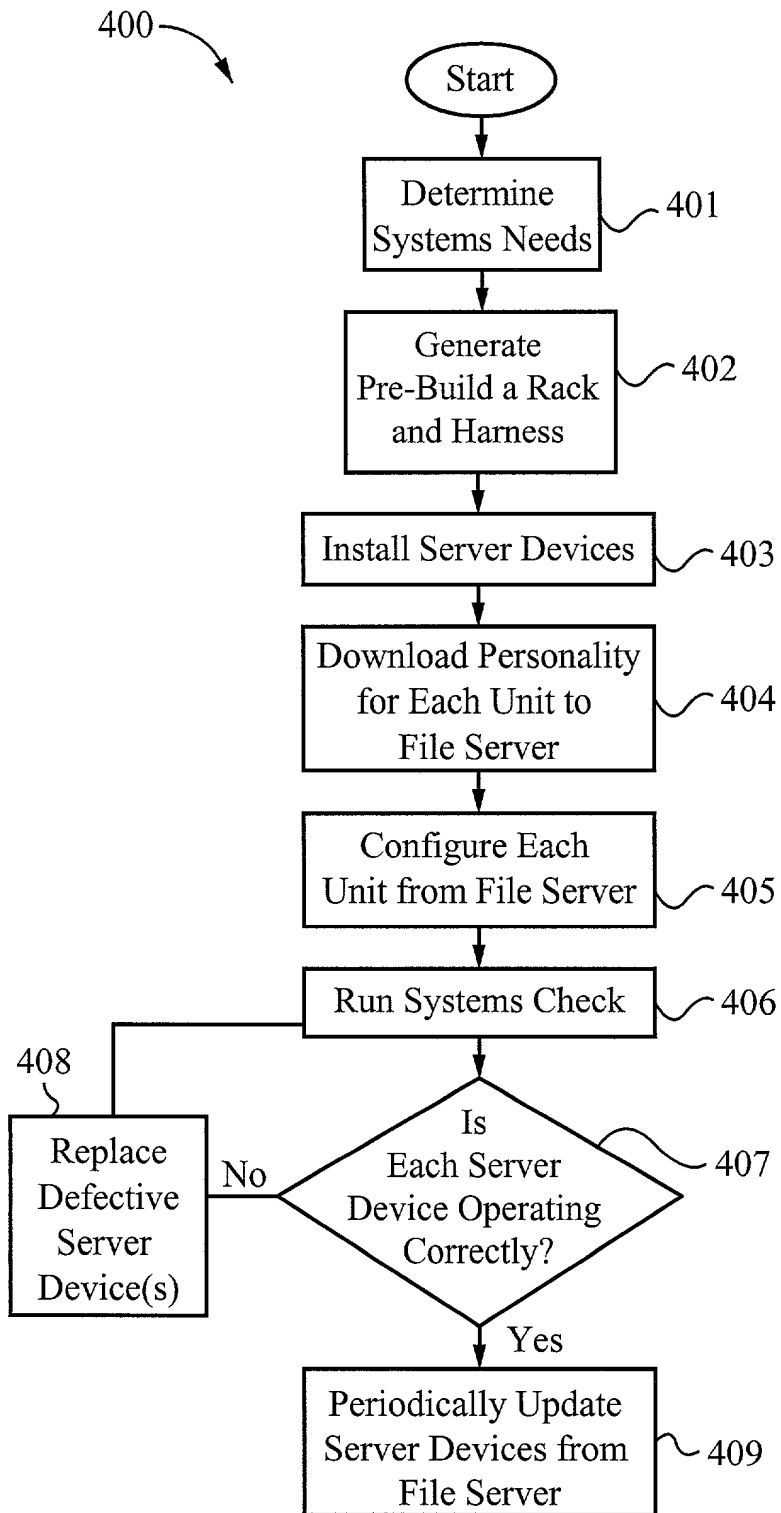 400
Start
Determine
Systems Needs
401
Generate
Pre-Build a Rack
and Harness
402
Install Server Devices
403
Download Personality
for Each Unit to
File Server
404
Configure Each
Unit from File Server
405
Run Systems Check
406
408
Replace
Defective
Server
Device(s)
No
Is
Each Server
Device Operating
Correctly?
407
Yes
Periodically Update
Server Devices from
File Server
409